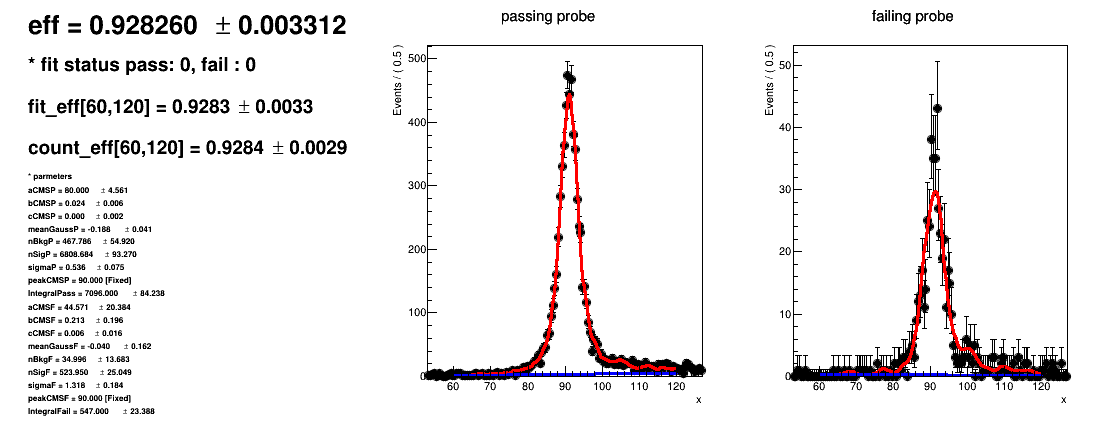 eff = 0.928260 ± 0.003312
* fit status pass: 0, fail : 0
fit_eff[60,120] = 0.9283 ± 0.0033
count_eff[60,120] = 0.9284 ± 0.0029
* parmeters
aCMSP = 80.000 ± 4.561
bCMSP = 0.024 ± 0.006
cCMSP = 0.000 ± 0.002
meanGaussP = -0.188 ± 0.041
nBkgP = 467.786 ± 54.920
nSigP = 6808.684 ± 93.270
sigmaP = 0.536 ± 0.075
peakCMSP = 90.000 [Fixed]
IntegralPass = 7096.000 ± 84.238
aCMSF = 44.571 ± 20.384
bCMSF = 0.213 ± 0.196
cCMSF = 0.006 ± 0.016
meanGaussF = -0.040 ± 0.162
nBkgF = 34.996 ± 13.683
nSigF = 523.950 ± 25.049
sigmaF = 1.318 ± 0.184
peakCMSF = 90.000 [Fixed]
IntegralFail = 547.000 ± 23.388
passing probe
Events / ( 0.5 )
500
400
300
200
100
0
60 70 80 90 100 110 120
x
failing probe
Events / ( 0.5 )
50
40
30
20
10
0
60 70 80 90 100 110 120
x